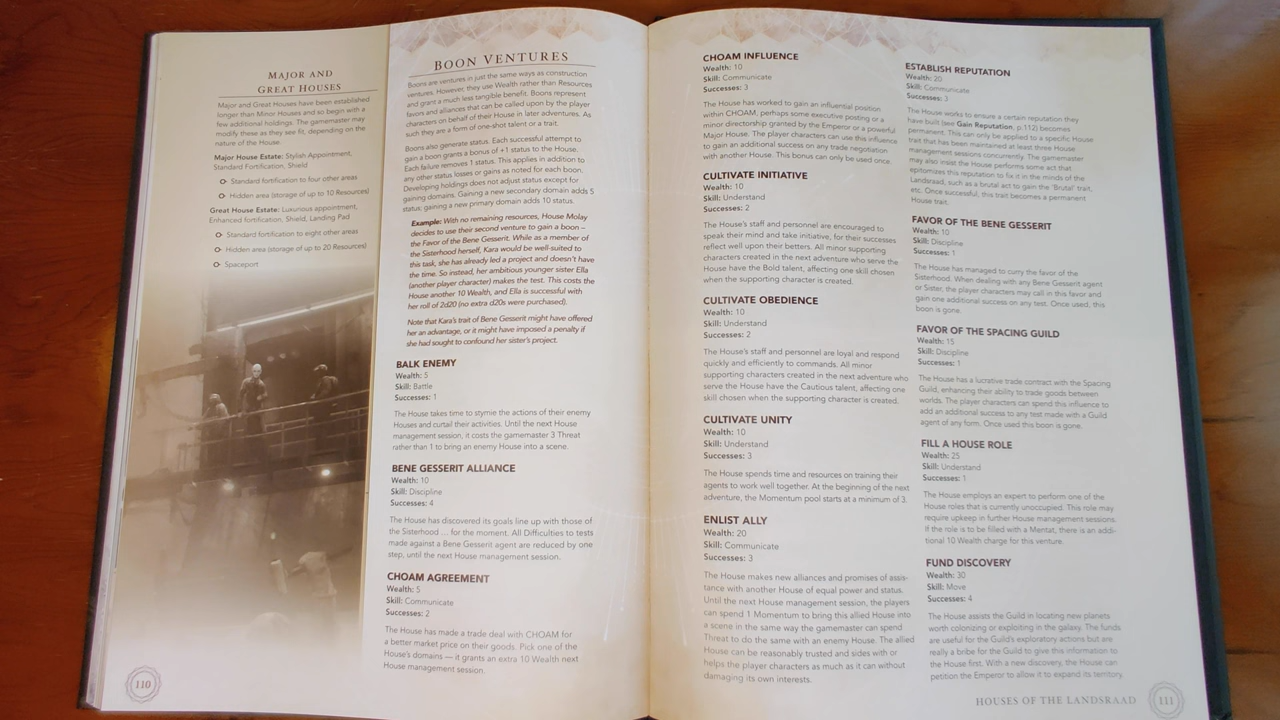 MAJOR AND
GREAT HOUSES
Major and Great Houses have been established
longer than Minor Houses and so begin with a
few additional holdings. The gamemaster may
modify these as they see fit, depending on the
nature of the House.
Major House Estate: Stylish Appointment,
Standard Fortification, Shield
Standard fortification to four other areas
Hidden area (storage of up to 10 Resources)
Great House Estate: Luxurious appointment,
Enhanced fortification, Shield, Landing Pad
Standard fortification to eight other areas
Hidden area (storage of up to 20 Resources)
Spaceport
110
BOON VENTURES
Boons are ventures in just the same ways as construction
ventures. However, they use Wealth rather than Resources
and grant a much less tangible benefit. Boons represent
favors and alliances that can be called upon by the player
characters on behalf of their House in later adventures. As
such they are a form of one-shot talent or a trait.
Boons also generate status. Each successful attempt to
gain a boon grants a bonus of +1 status to the House.
Each failure removes 1 status. This applies in addition to
any other status losses or gains as noted for each boon.
Developing holdings does not adjust status except for
gaining domains. Gaining a new secondary domain adds 5
status; gaining a new primary domain adds 10 status.
Example: With no remaining resources, House Molay
decides to use their second venture to gain a boon –
the Favor of the Bene Gesserit. While as a member of
the Sisterhood herself, Kara would be well-suited to
this task, she has already led a project and doesn't have
the time. So instead, her ambitious younger sister Ella
(another player character) makes the test. This costs the
House another 10 Wealth, and Ella is successful with
her roll of 2d20 (no extra d20s were purchased).
Note that Kara's trait of Bene Gesserit might have offered
her an advantage, or it might have imposed a penalty if
she had sought to confound her sister's project.
BALK ENEMY
Wealth: 5
Skill: Battle
Successes: 1
The House takes time to stymie the actions of their enemy
Houses and curtail their activities. Until the next House
management session, it costs the gamemaster 3 Threat
rather than 1 to bring an enemy House into a scene.
BENE GESSERIT ALLIANCE
Wealth: 10
Skill: Discipline
Successes: 4
The House has discovered its goals line up with those of
the Sisterhood ... for the moment. All Difficulties to tests
made against a Bene Gesserit agent are reduced by one
step, until the next House management session.
CHOAM AGREEMENT
Wealth: 5
Skill: Communicate
Successes: 2
The House has made a trade deal with CHOAM for
a better market price on their goods. Pick one of the
House's domains — it grants an extra 10 Wealth next
House management session.
CHOAM INFLUENCE
Wealth: 10
Skill: Communicate
Successes: 3
The House has worked to gain an influential position
within CHOAM, perhaps some executive posting or a
minor directorship granted by the Emperor or a powerful
Major House. The player characters can use this influence
to gain an additional success on any trade negotiation
with another House. This bonus can only be used once.
CULTIVATE INITIATIVE
Wealth: 10
Skill: Understand
Successes: 2
The House's staff and personnel are encouraged to
speak their mind and take initiative, for their successes
reflect well upon their betters. All minor supporting
characters created in the next adventure who serve the
House have the Bold talent, affecting one skill chosen
when the supporting character is created.
CULTIVATE OBEDIENCE
Wealth: 10
Skill: Understand
Successes: 2
The House's staff and personnel are loyal and respond
quickly and efficiently to commands. All minor
supporting characters created in the next adventure who
serve the House have the Cautious talent, affecting one
skill chosen when the supporting character is created.
CULTIVATE UNITY
Wealth: 10
Skill: Understand
Successes: 3
The House spends time and resources on training their
agents to work well together. At the beginning of the next
adventure, the Momentum pool starts at a minimum of 3.
ENLIST ALLY
Wealth: 20
Skill: Communicate
Successes: 3
The House makes new alliances and promises of assis-
tance with another House of equal power and status.
Until the next House management session, the players
can spend 1 Momentum to bring this allied House into
a scene in the same way the gamemaster can spend
Threat to do the same with an enemy House. The allied
House can be reasonably trusted and sides with or
helps the player characters as much as it can without
damaging its own interests.
ESTABLISH REPUTATION
Wealth: 20
Skill: Communicate
Successes: 3
The House works to ensure a certain reputation they
have built (see Gain Reputation, p.112) becomes
permanent. This can only be applied to a specific House
trait that has been maintained at least three House
management sessions concurrently. The gamemaster
may also insist the House performs some act that
epitomises this reputation to fix it in the minds of the
Landsraad, such as a brutal act to gain the 'Brutal' trait,
etc. Once successful, this trait becomes a permanent
House trait.
FAVOR OF THE BENE GESSERIT
Wealth: 10
Skill: Discipline
Successes: 1
The House has managed to curry the favor of the
Sisterhood. When dealing with any Bene Gesserit agent
or Sister, the player characters may call in this favor and
gain one additional success on any test. Once used, this
boon is gone.
FAVOR OF THE SPACING GUILD
Wealth: 15
Skill: Discipline
Successes: 1
The House has a lucrative trade contract with the Spacing
Guild, enhancing their ability to trade goods between
worlds. The player characters can spend this influence to
add an additional success to any test made with a Guild
agent of any form. Once used this boon is gone.
FILL A HOUSE ROLE
Wealth: 25
Skill: Understand
Successes: 1
The House employs an expert to perform one of the
House roles that is currently unoccupied. This role may
require upkeep in further House management sessions.
If the role is to be filled with a Mentat, there is an addi-
tional 10 Wealth charge for this venture.
FUND DISCOVERY
Wealth: 30
Skill: Move
Successes: 4
The House assists the Guild in locating new planets
worth colonizing or exploiting in the galaxy. The funds
are useful for the Guild's exploratory actions but are
really a bribe for the Guild to give this information to
the House first. With a new discovery, the House can
petition the Emperor to allow it to expand its territory
HOUSES OF THE LANDSRAAD
111